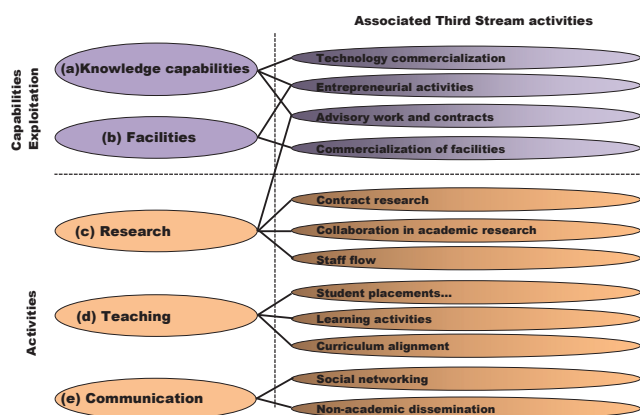 Associated Third Stream activities
Capabilities
Exploitation
(a)Knowledge capabilities
Technology commercialization
Entrepreneurial activities
Advisory work and contracts
(b) Facilities
Commercialization of facilities
Activities
(c) Research
Contract research
Collaboration in academic research
Staff flow
(d) Teaching
Student placements...
Learning activities
Curriculum alignment
(e) Communication
Social networking
Non-academic dissemination